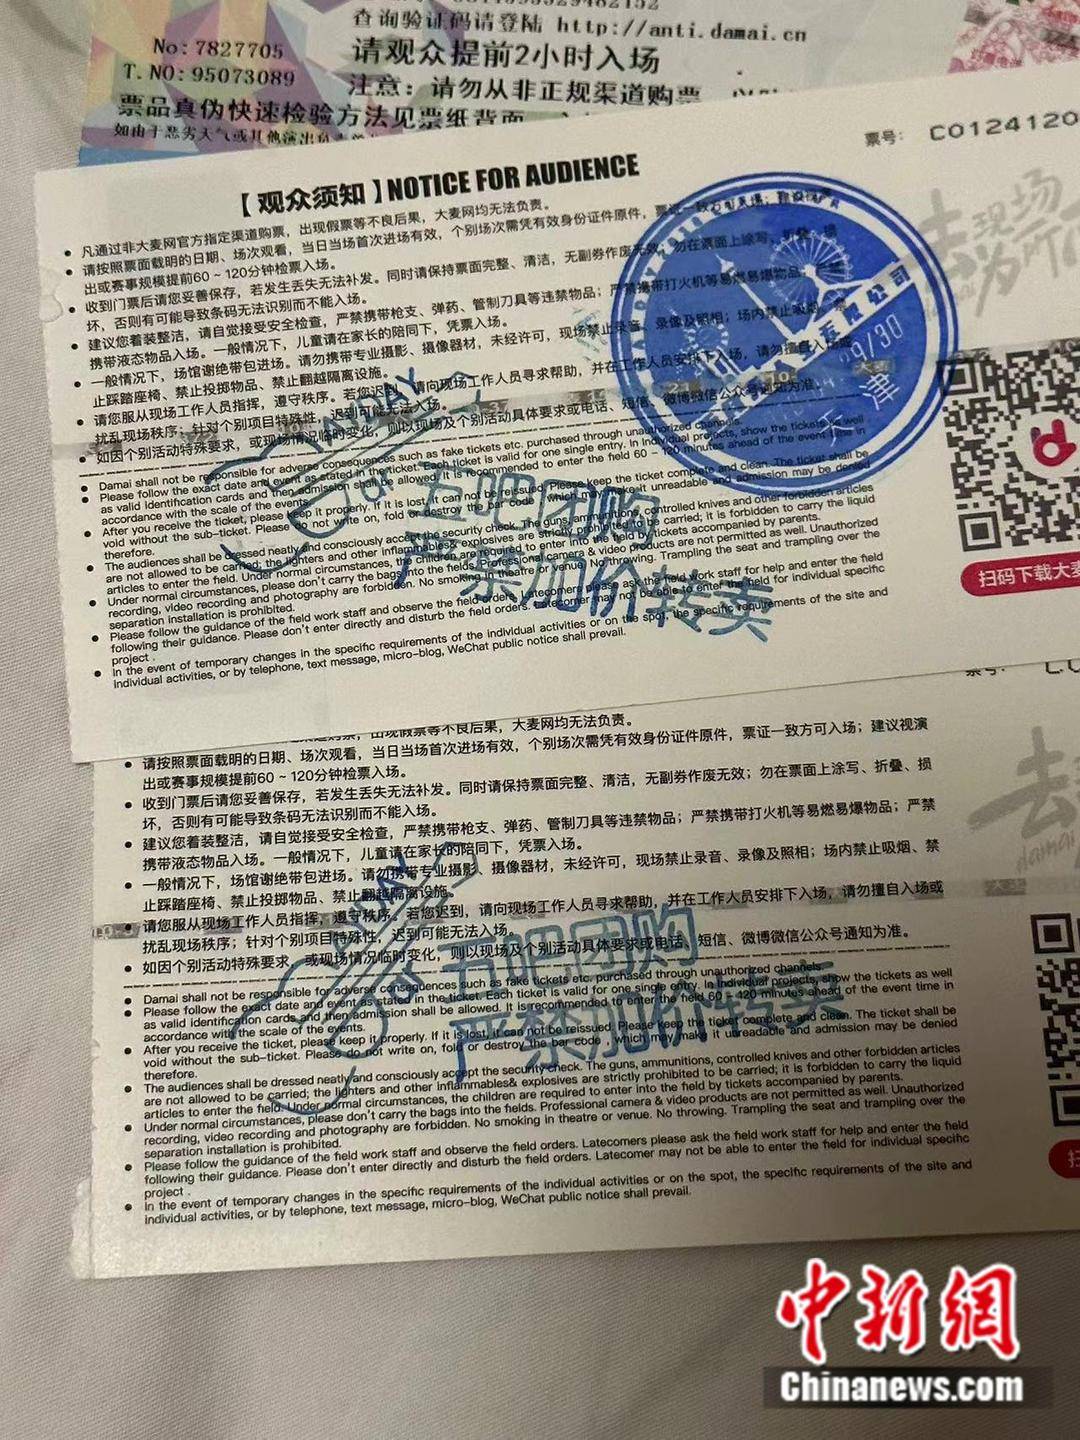 查询验证码请登陆 http://anti.damai.cn
No: 7827705
请观众提前2小时入场
T.NO: 95073089
注意：请勿从非正规渠道购票
票品真伪快速检验方法见票纸背面
票号： C0124120
【观众须知】NOTICE FOR AUDIENCE
凡通过非大麦网官方指定渠道购票，出现假票等不良后果，大麦网均无法负责。
请按照票面载明的日期、场次观看，当日当场首次进场有效，个别场次需凭有效身份证件原件，票证一致方可入场；建议视演
出或赛事规模提前60～120分钟检票入场。
收到门票后请您妥善保存，若发生丢失无法补发。同时请保持票面完整、清洁，无副券作废无效；勿在票面上涂写、折叠、损
坏，否则有可能导致条码无法识别而不能入场。
建议您着装整洁，请自觉接受安全检查，严禁携带枪支、弹药、管制刀具等违禁物品；严禁携带打火机等易燃易爆物品；严禁
携带液态物品入场。一般情况下，儿童请在家长的陪同下，凭票入场。
一般情况下，场馆谢绝带包进场。请勿携带专业摄影、摄像器材，未经许可，现场禁止录音、录像及照相；场内禁止吸烟、禁
止踩踏座椅、禁止投掷物品、禁止翻越隔离设施。
请您服从现场工作人员指挥，遵守秩序。若您迟到，请向现场工作人员寻求帮助，并在工作人员安排下入场，请勿擅自入场或
扰乱现场秩序；针对个别项目特殊性，迟到可能无法入场。
如因个别活动特殊要求，或现场情况临时变化，则以现场及个别活动具体要求或电话、短信、微博微信公众号通知为准。
Damai shall not be responsible for adverse consequences such as fake tickets etc. purchased through unauthorized channels.
Please follow the exact date and event as stated in the ticket. Each ticket is valid for one single entry. In Individual projects, show the tickets as well
as valid identification cards and then admission shall be allowed. It is recommended to enter the field 60 – 120 minutes ahead of the event time in
accordance with the scale of the events.
After you receive the ticket, please keep it properly. If it is lost, it can not be reissued. Please keep the ticket complete and clean. The ticket shall be
void without the sub-ticket. Please do not write on, fold or destroy the bar code , which may make it unreadable and admission may be denied
therefore.
The audiences shall be dressed neatly and consciously accept the security check. The guns, ammunitions, controlled knives and other forbidden articles
are not allowed to be carried; the lighters and other inflammables& explosives are strictly prohibited to be carried; it is forbidden to carry the liquid
articles to enter the field. Under normal circumstances, the children are required to enter into the field by tickets accompanied by parents.
Under normal circumstances, please don't carry the bags into the fields. Professional camera & video products are not permitted as well. Unauthorized
recording, video recording and photography are forbidden. No smoking in theatre or venue. No throwing. Trampling the seat and trampling over the
separation installation is prohibited.
Please follow the guidance of the field work staff and observe the field orders. Latecomers please ask the field work staff for help and enter the field
following their guidance. Please don't enter directly and disturb the field orders. Latecomer may not be able to enter the field for individual specific
project .
In the event of temporary changes in the specific requirements of the individual activities or on the spot, the specific requirements of the site and
individual activities, or by telephone, text message, micro-blog, WeChat public notice shall prevail.
五吧团购
严禁加价转卖
9/30
天津
去现场
damai
扫码下载大麦
出现假票等不良后果，大麦网均无法负责。
请按照票面载明的日期、场次观看，当日当场首次进场有效，个别场次需凭有效身份证件原件，票证一致方可入场；建议视演
出或赛事规模提前60～120分钟检票入场。
收到门票后请您妥善保存，若发生丢失无法补发。同时请保持票面完整、清洁，无副券作废无效；勿在票面上涂写、折叠、损
坏，否则有可能导致条码无法识别而不能入场。
建议您着装整洁，请自觉接受安全检查，严禁携带枪支、弹药、管制刀具等违禁物品；严禁携带打火机等易燃易爆物品；严禁
携带液态物品入场。一般情况下，儿童请在家长的陪同下，凭票入场。
一般情况下，场馆谢绝带包进场。请勿携带专业摄影、摄像器材，未经许可，现场禁止录音、录像及照相；场内禁止吸烟、禁
止踩踏座椅、禁止投掷物品、禁止翻越隔离设施。
请您服从现场工作人员指挥，遵守秩序。若您迟到，请向现场工作人员寻求帮助，并在工作人员安排下入场，请勿擅自入场或
扰乱现场秩序；针对个别项目特殊性，迟到可能无法入场。
如因个别活动特殊要求，或现场情况临时变化，则以现场及个别活动具体要求或电话、短信、微博微信公众号通知为准。
Damai shall not be responsible for adverse consequences such as fake tickets etc. purchased through unauthorized channels.
Please follow the exact date and event as stated in the ticket. Each ticket is valid for one single entry. In Individual projects, show the tickets as well
as valid identification cards and then admission shall be allowed. It is recommended to enter the field 60 – 120 minutes ahead of the event time in
accordance with the scale of the events.
After you receive the ticket, please keep it properly. If it is lost, it can not be reissued. Please keep the ticket complete and clean. The ticket shall be
void without the sub-ticket. Please do not write on, fold or destroy the bar code , which may make it unreadable and admission may be denied
therefore.
The audiences shall be dressed neatly and consciously accept the security check. The guns, ammunitions, controlled knives and other forbidden articles
are not allowed to be carried; the lighters and other inflammables& explosives are strictly prohibited to be carried; it is forbidden to carry the liquid
articles to enter the field. Under normal circumstances, the children are required to enter into the field by tickets accompanied by parents.
Under normal circumstances, please don't carry the bags into the fields. Professional camera & video products are not permitted as well. Unauthorized
recording, video recording and photography are forbidden. No smoking in theatre or venue. No throwing. Trampling the seat and trampling over the
separation installation is prohibited.
Please follow the guidance of the field work staff and observe the field orders. Latecomers please ask the field work staff for help and enter the field
following their guidance. Please don't enter directly and disturb the field orders. Latecomer may not be able to enter the field for individual specific
project .
In the event of temporary changes in the specific requirements of the individual activities or on the spot, the specific requirements of the site and
individual activities, or by telephone, text message, micro-blog, WeChat public notice shall prevail.
五吧团购
严禁加价转卖
去
damai
中新网
Chinanews.com